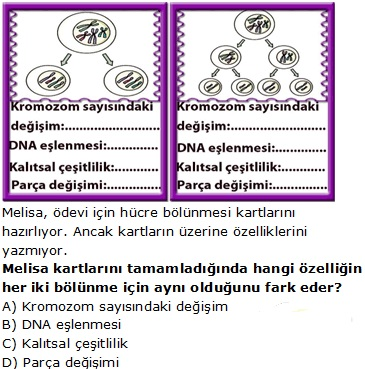 Kromozom sayısındaki
değişim:......................
DNA eşlenmesi:...............
Kalıtsal çeşitlilik:...........
Parça değişimi:................
Kromozom sayısındaki
değişim:.........................
DNA eşlenmesi:...............
Kalıtsal çeşitlilik:..............
Parça değişimi:..............
Melisa, ödevi için hücre bölünmesi kartlarını
hazırlıyor. Ancak kartların üzerine özelliklerini
yazmıyor.
Melisa kartlarını tamamladığında hangi özelliğin
her iki bölünme için aynı olduğunu fark eder?
A) Kromozom sayısındaki değişim
B) DNA eşlenmesi
C) Kalıtsal çeşitlilik
D) Parça değişimi